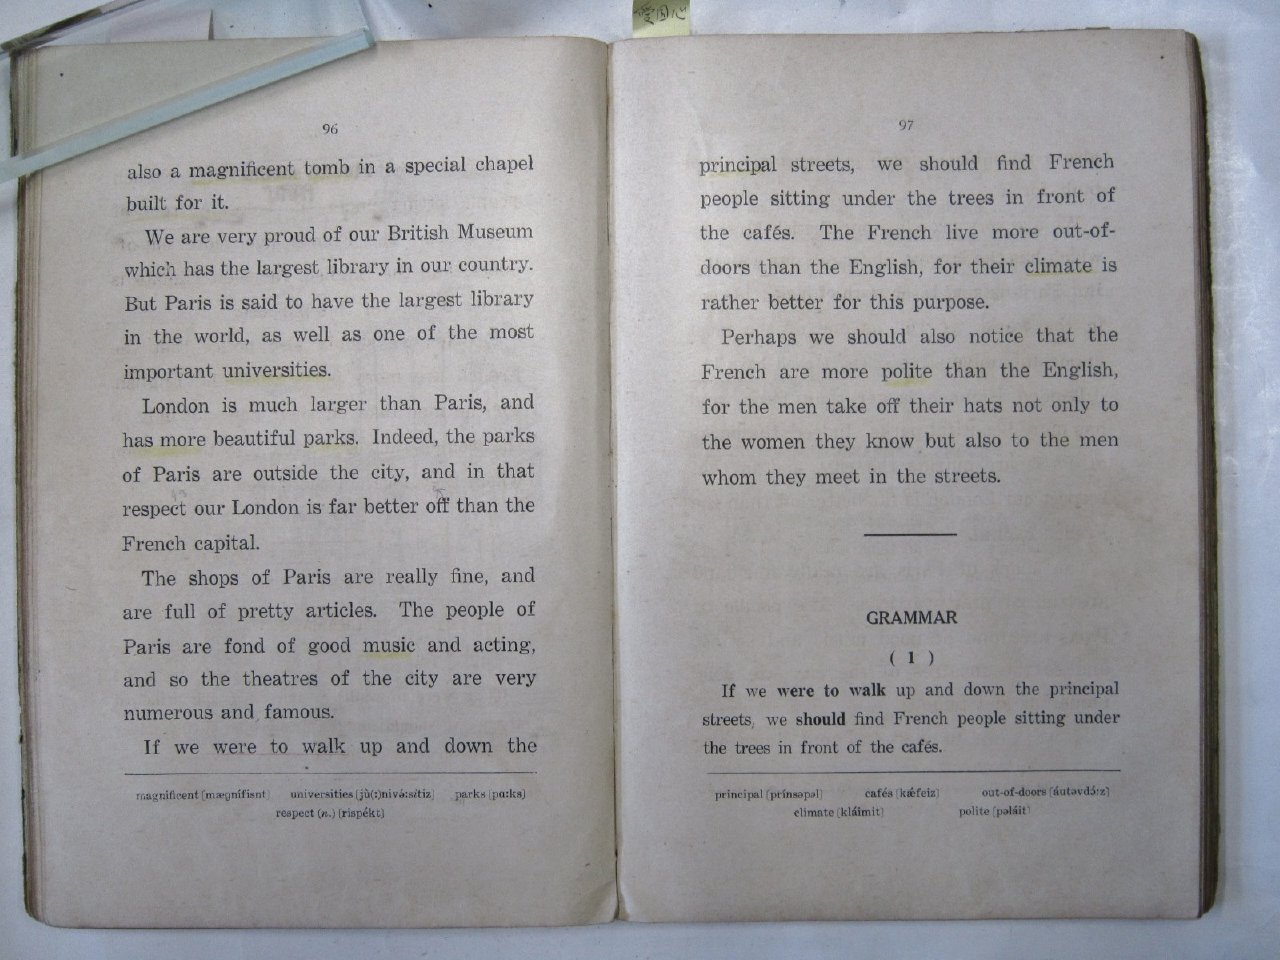 愛国心
96
also a magnificent tomb in a special chapel
built for it.
We are very proud of our British Museum
which has the largest library in our country.
But Paris is said to have the largest library
in the world, as well as one of the most
important universities.
London is much larger than Paris, and
has more beautiful parks. Indeed, the parks
of Paris are outside the city, and in that
respect our London is far better off than the
French capital.
The shops of Paris are really fine, and
are full of pretty articles. The people of
Paris are fond of good music and acting,
and so the theatres of the city are very
numerous and famous.
If we were to walk up and down the
magnificent [mægnífisnt] universities [jù(:)nivə́:sitiz] parks [pɑ:ks]
respect (n.) [rispékt]
97
principal streets, we should find French
people sitting under the trees in front of
the cafés. The French live more out-of-
doors than the English, for their climate is
rather better for this purpose.
Perhaps we should also notice that the
French are more polite than the English,
for the men take off their hats not only to
the women they know but also to the men
whom they meet in the streets.
GRAMMAR
( 1 )
If we were to walk up and down the principal
streets, we should find French people sitting under
the trees in front of the cafés.
principal [prínsəpəl] cafés [kǽfeiz] out-of-doors [áutəvdɔ́:z]
climate [kláimit] polite [pəláit]